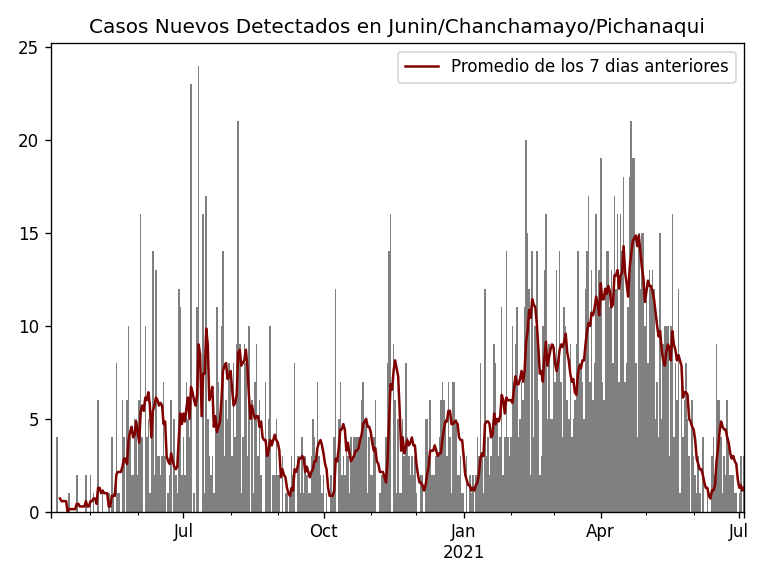 Casos Nuevos Detectados en Junin/Chanchamayo/Pichanaqui
Promedio de los 7 dias anteriores
25
20
15
10
5
0
Jul
Oct
Jan
2021
Apr
Jul